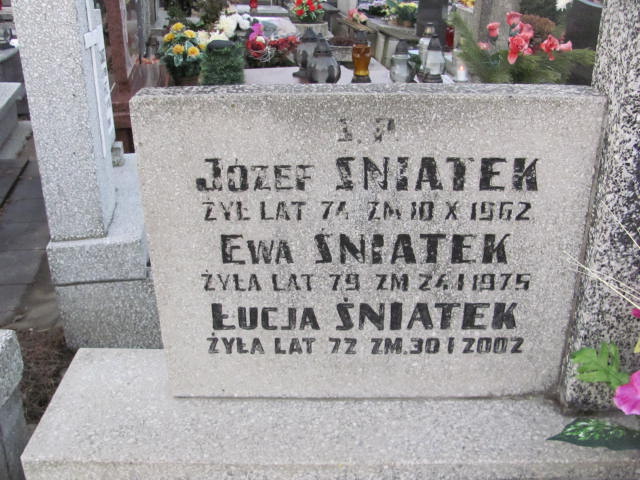 Ś. P.
JÓZEF ŚNIATEK
ŻYŁ LAT 74 ZM 10 X 1962
EWA ŚNIATEK
ŻYŁA LAT 79 ZM 24 I 1975
ŁUCJA ŚNIATEK
ŻYŁA LAT 72 ZM. 30 I 2002